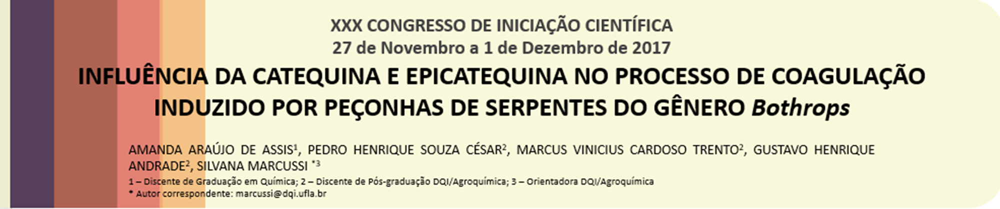 XXX CONGRESSO DE INICIAÇÃO CIENTÍFICA
27 de Novembro a 1 de Dezembro de 2017
INFLUÊNCIA DA CATEQUINA E EPICATEQUINA NO PROCESSO DE COAGULAÇÃO
INDUZIDO POR PEÇONHAS DE SERPENTES DO GÊNERO Bothrops
AMANDA ARAÚJO DE ASSIS¹, PEDRO HENRIQUE SOUZA CÉSAR², MARCUS VINICIUS CARDOSO TRENTO², GUSTAVO HENRIQUE
ANDRADE², SILVANA MARCUSSI *³
1 – Discente de Graduação em Química; 2 – Discente de Pós-graduação DQI/Agroquímica; 3 – Orientadora DQI/Agroquímica
* Autor correspondente: marcussi@dqi.ufla.br